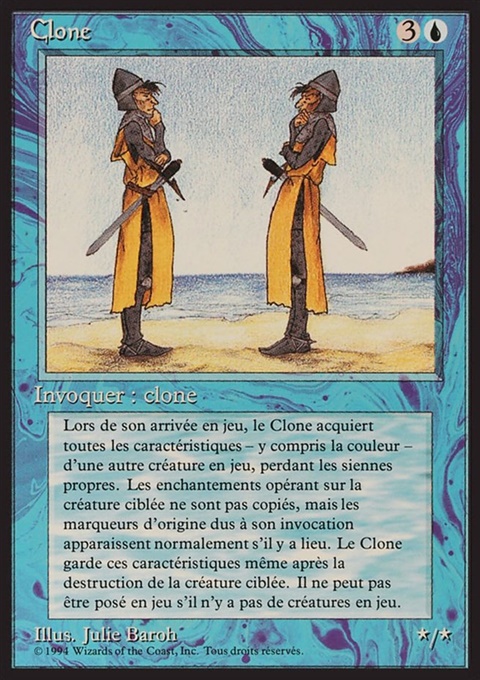 Clone 3
Invoquer : clone
Lors de son arrivée en jeu, le Clone acquiert
toutes les caractéristiques – y compris la couleur –
d'une autre créature en jeu, perdant les siennes
propres. Les enchantements opérant sur la
créature ciblée ne sont pas copiés, mais les
marqueurs d'origine dus à son invocation
apparaissent normalement s'il y a lieu. Le Clone
garde ces caractéristiques même après la
destruction de la créature ciblée. Il ne peut pas
être posé en jeu s'il n'y a pas de créatures en jeu.
Illus. Julie Baroh */*
© 1994 Wizards of the Coast, Inc. Tous droits réservés.